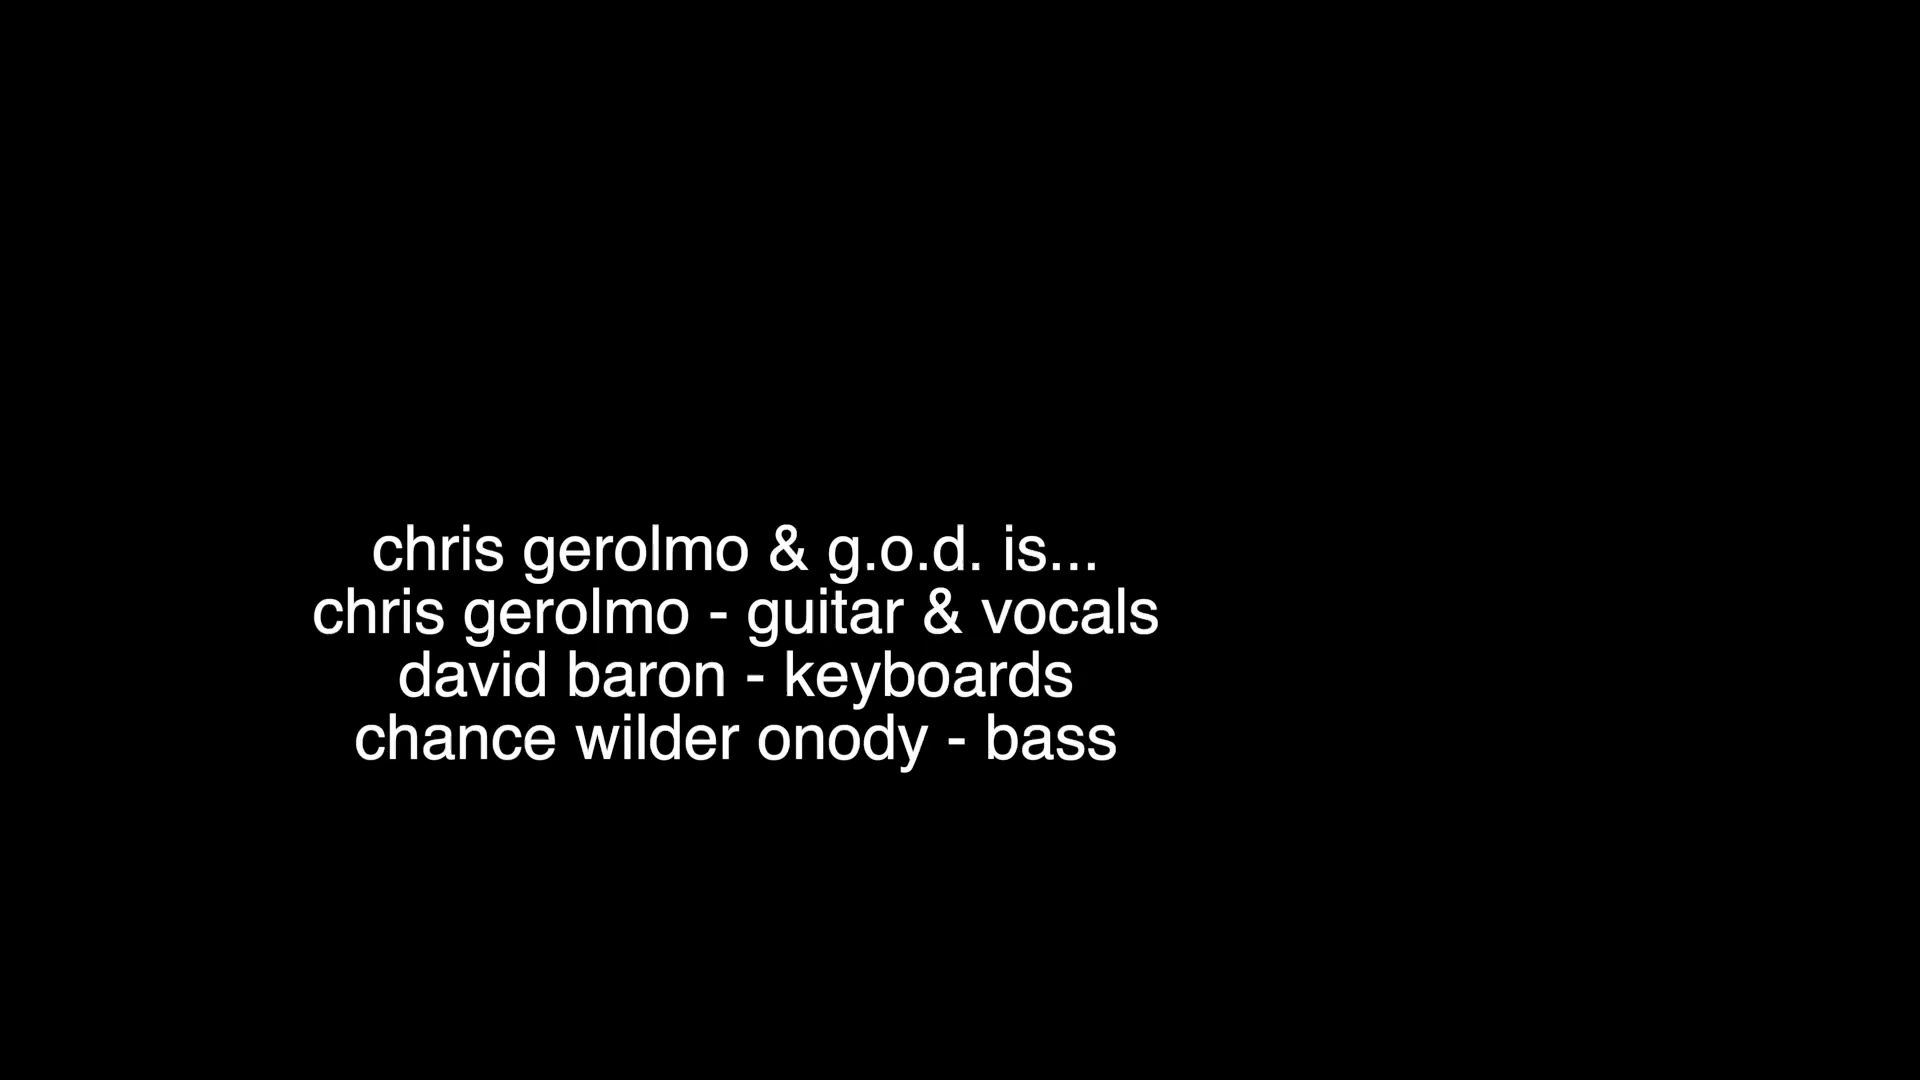 chris gerolmo & g.o.d. is...
chris gerolmo - guitar & vocals
david baron - keyboards
chance wilder onody - bass